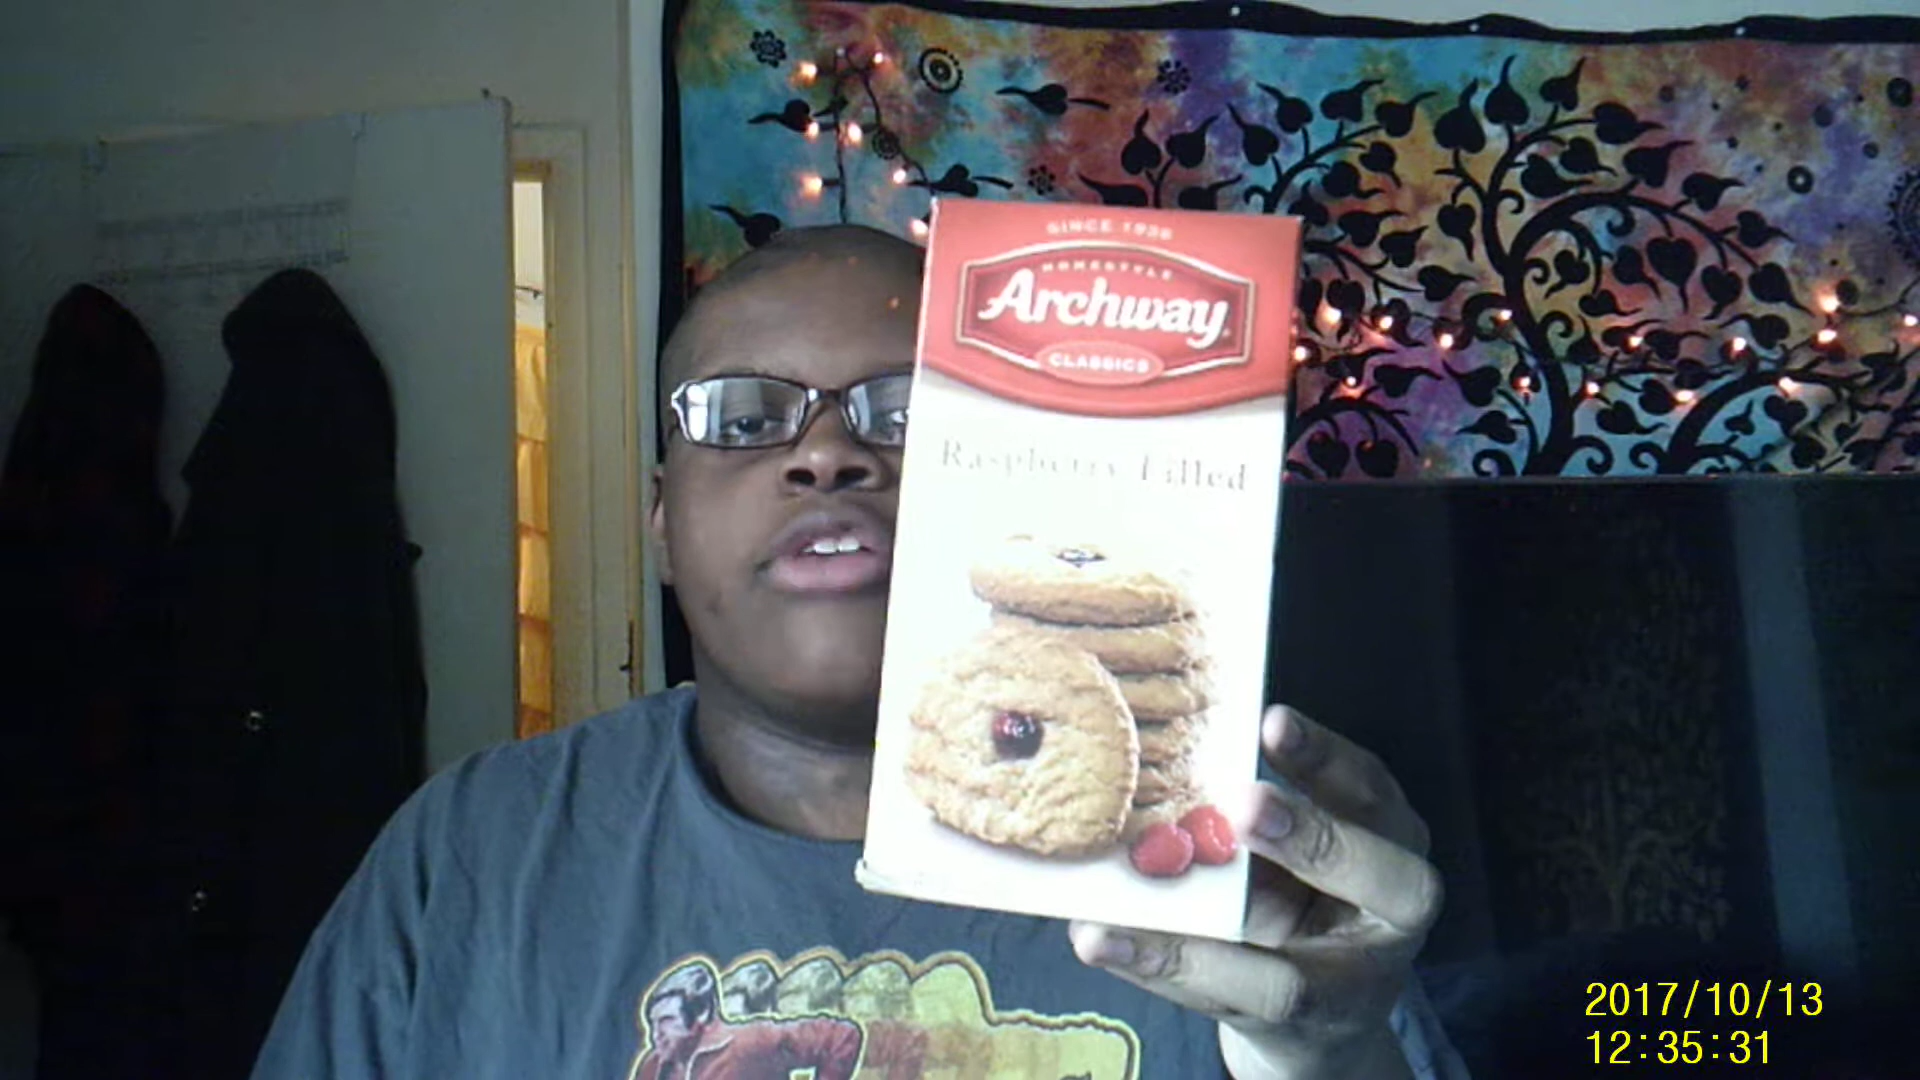 SINCE 1936
HOMESTYLE
Archway
CLASSICS
Raspberry Filled
2017/10/13
12:35:31